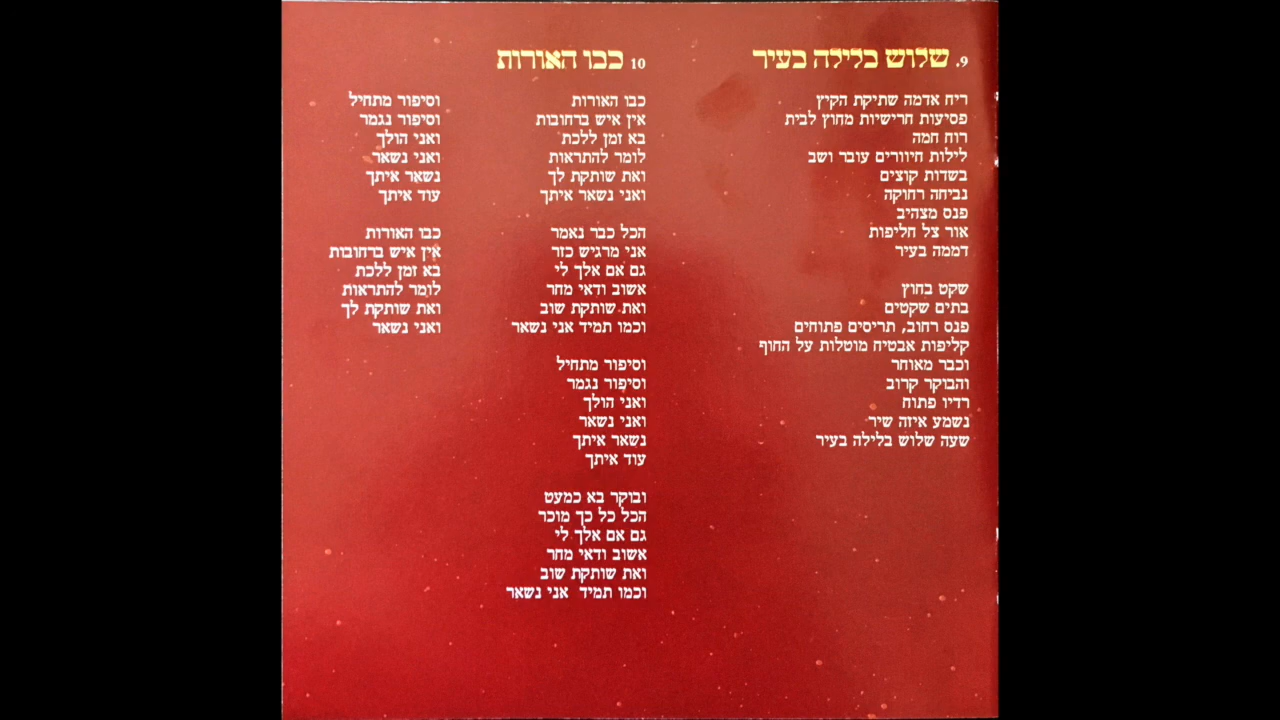 9. שלוש בלילה בעיר
ריח אדמה שתיקת הקיץ
פסיעות חרישיות מחוץ לבית
רוח חמה
לילות חיוורים עובר ושב
בשדות קוצים
נביחה רחוקה
פנס מצהיב
אור צל חליפות
דממה בעיר
שקט בחוץ
בתים שקטים
פנס רחוב, תריסים פתוחים
קליפות אבטיח מוטלות על החוף
וכבר מאוחר
והבוקר קרוב
רדיו פתוח
נשמע איזה שיר
שעה שלוש בלילה בעיר
10 כבו האורות
כבו האורות
אין איש ברחובות
בא זמן ללכת
לומר להתראות
ואת שותקת לך
ואני נשאר איתך
הכל כבר נאמר
אני מרגיש כזר
גם אם אלך לי
אשוב ודאי מחר
ואת שותקת שוב
וכמו תמיד אני נשאר
וסיפור מתחיל
וסיפור נגמר
ואני הולך
ואני נשאר
נשאר איתך
עוד איתך
ובוקר בא כמעט
הכל כל כך מוכר
גם אם אלך לי
אשוב ודאי מחר
ואת שותקת שוב
וכמו תמיד  אני נשאר
וסיפור מתחיל
וסיפור נגמר
ואני הולך
ואני נשאר
נשאר איתך
עוד איתך
כבו האורות
אין איש ברחובות
בא זמן ללכת
לומר להתראות
ואת שותקת לך
ואני נשאר